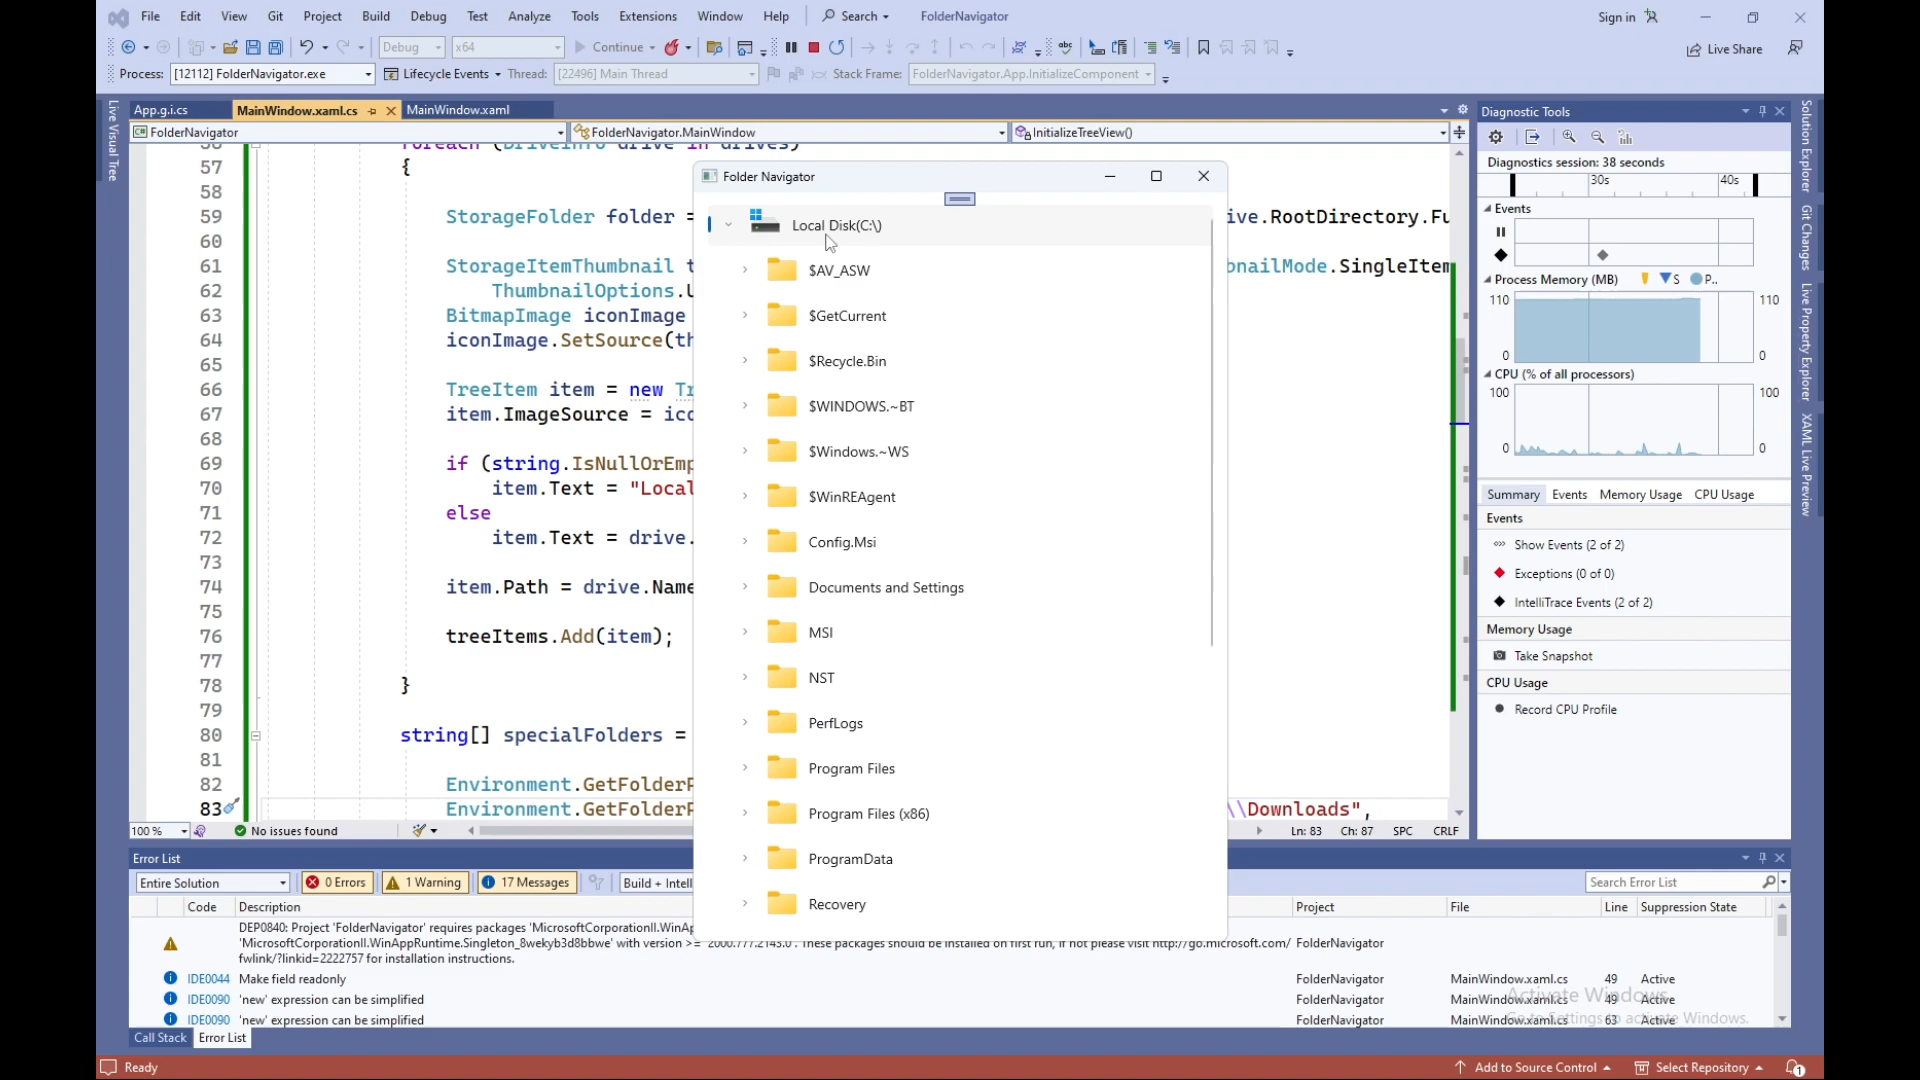 File Edit View Git Project Build Debug Test Analyze Tools Extensions Window Help Search FolderNavigator Sign in
Debug x64 Continue Live Share
Process: [12112] FolderNavigator.exe Lifecycle Events Thread: [22496] Main Thread Stack Frame: FolderNavigator.App.InitializeComponent
Live Visual Tree
App.g.i.cs MainWindow.xaml.cs MainWindow.xaml
FolderNavigator FolderNavigator.MainWindow InitializeTreeView()
foreach (DriveInfo drive in drives)
57 {
58
59 StorageFolder folder = ive.RootDirectory.Fu
60
61 StorageItemThumbnail t bnailMode.SingleItem
62 ThumbnailOptions.U
63 BitmapImage iconImage
64 iconImage.SetSource(th
65
66 TreeItem item = new Tr
67 item.ImageSource = ico
68
69 if (string.IsNullOrEmp
70 item.Text = "Local
71 else
72 item.Text = drive.
73
74 item.Path = drive.Name
75
76 treeItems.Add(item);
77
78 }
79
80 string[] specialFolders =
81
82 Environment.GetFolderP
83 Environment.GetFolderP \\Downloads",
100 % No issues found Ln: 83 Ch: 87 SPC CRLF
Folder Navigator
Local Disk(C:\)
$AV_ASW
$GetCurrent
$Recycle.Bin
$WINDOWS.~BT
$Windows.~WS
$WinREAgent
Config.Msi
Documents and Settings
MSI
NST
PerfLogs
Program Files
Program Files (x86)
ProgramData
Recovery
Diagnostic Tools
Diagnostics session: 38 seconds
30s 40s
Events
Process Memory (MB) S P..
110 110
0 0
CPU (% of all processors)
100 100
0 0
Summary Events Memory Usage CPU Usage
Events
Show Events (2 of 2)
Exceptions (0 of 0)
IntelliTrace Events (2 of 2)
Memory Usage
Take Snapshot
CPU Usage
Record CPU Profile
Solution Explorer
Git Changes
Live Property Explorer
XAML Live Preview
Error List
Entire Solution 0 Errors 1 Warning 17 Messages Build + Intell Search Error List
Code Description Project File Line Suppression State
DEP0840: Project 'FolderNavigator' requires packages 'MicrosoftCorporationII.WinAp
'MicrosoftCorporationII.WinAppRuntime.Singleton_8wekyb3d8bbwe' with version >= '2000.777.2143.0'. These packages should be installed on first run, if not please visit http://go.microsoft.com/ FolderNavigator
fwlink/?linkid=2222757 for installation instructions.
IDE0044 Make field readonly FolderNavigator MainWindow.xaml.cs 49 Active
IDE0090 'new' expression can be simplified FolderNavigator MainWindow.xaml.cs 49 Active
IDE0090 'new' expression can be simplified FolderNavigator MainWindow.xaml.cs 63 Active
Activate Windows
Go to Settings to activate Windows.
Call Stack Error List
Ready Add to Source Control Select Repository 1